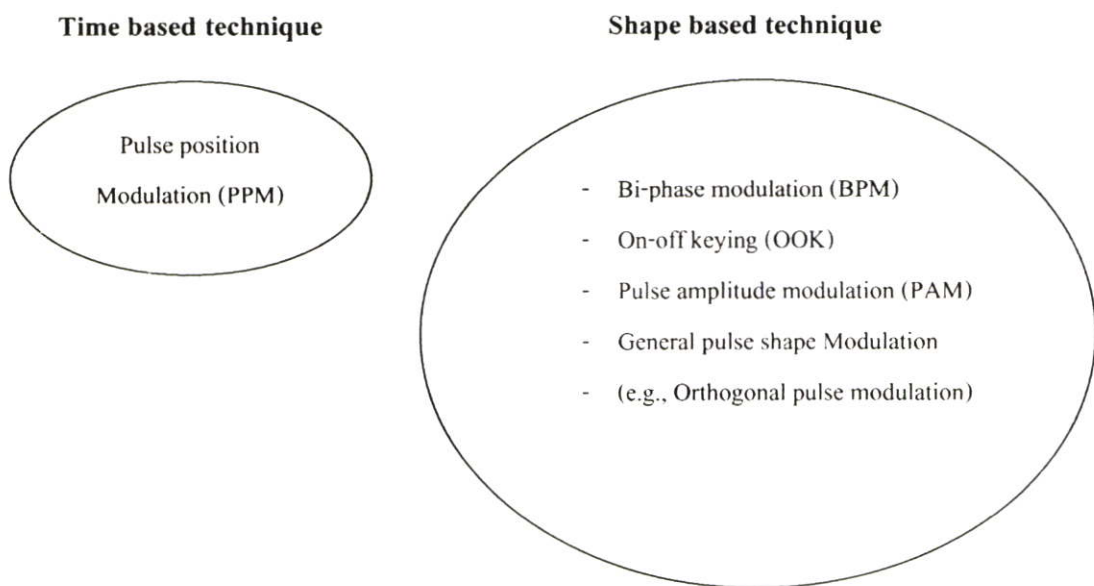 Time based technique
Shape based technique
Pulse position
Modulation (PPM)
- Bi-phase modulation (BPM)
- On-off keying (OOK)
- Pulse amplitude modulation (PAM)
- General pulse shape Modulation
- (e.g., Orthogonal pulse modulation)